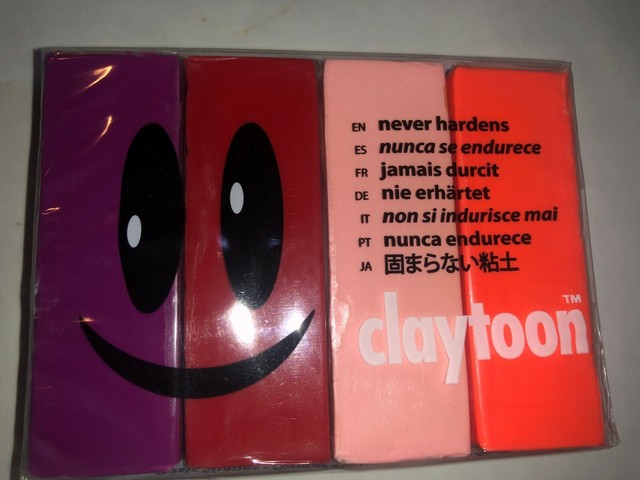 EN never hardens
ES nunca se endurece
FR jamais durcit
DE nie erhärtet
IT non si indurisce mai
PT nunca endurece
JA 固まらない粘土
claytoon™